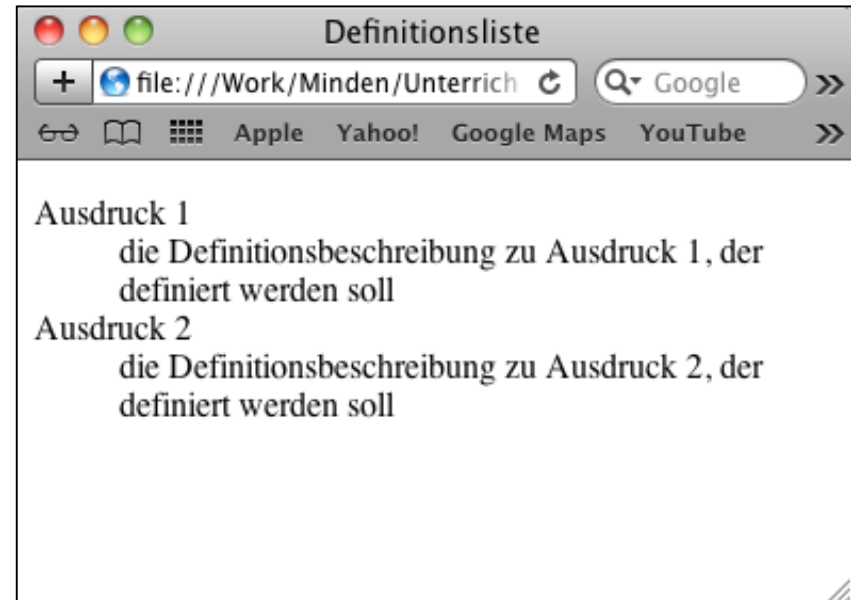 Definitionsliste
+ file:///Work/Minden/Unterrich Google »
Apple Yahoo! Google Maps YouTube »
Ausdruck 1
die Definitionsbeschreibung zu Ausdruck 1, der
definiert werden soll
Ausdruck 2
die Definitionsbeschreibung zu Ausdruck 2, der
definiert werden soll